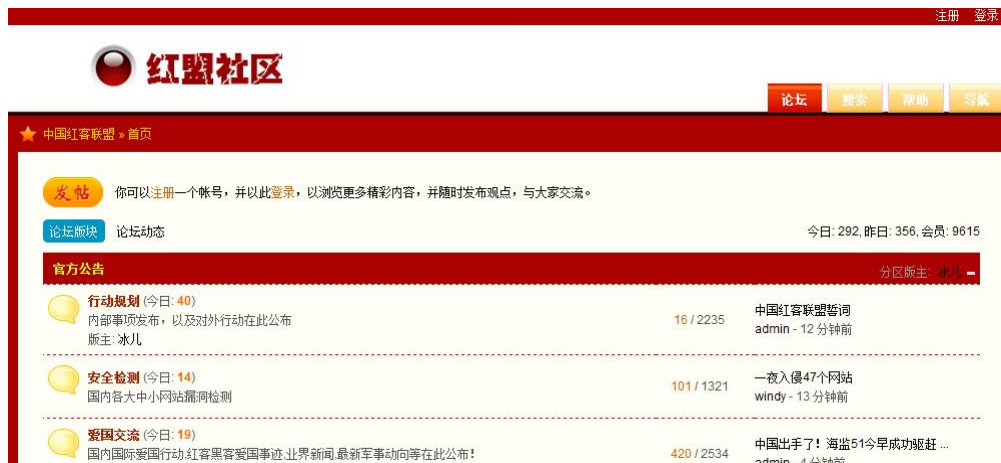 注册 登录
红盟社区
论坛 搜索 帮助 导航
中国红客联盟 » 首页
发帖 你可以注册一个帐号，并以此登录，以浏览更多精彩内容，并随时发布观点，与大家交流。
论坛版块 论坛动态 今日: 292, 昨日: 356, 会员: 9615
官方公告 分区版主: 冰儿
行动规划 (今日: 40)
内部事项发布，以及对外行动在此公布
版主: 冰儿
16 / 2235
中国红客联盟誓词
admin - 12 分钟前
安全检测 (今日: 14)
国内各大中小网站漏洞检测
101 / 1321
一夜入侵47个网站
windy - 13 分钟前
爱国交流 (今日: 19)
国内国际爱国行动.红客黑客爱国事迹.业界新闻.最新军事动向等在此公布！
420 / 2534
中国出手了！海监51今早成功驱赶 ...
admin - 4 分钟前